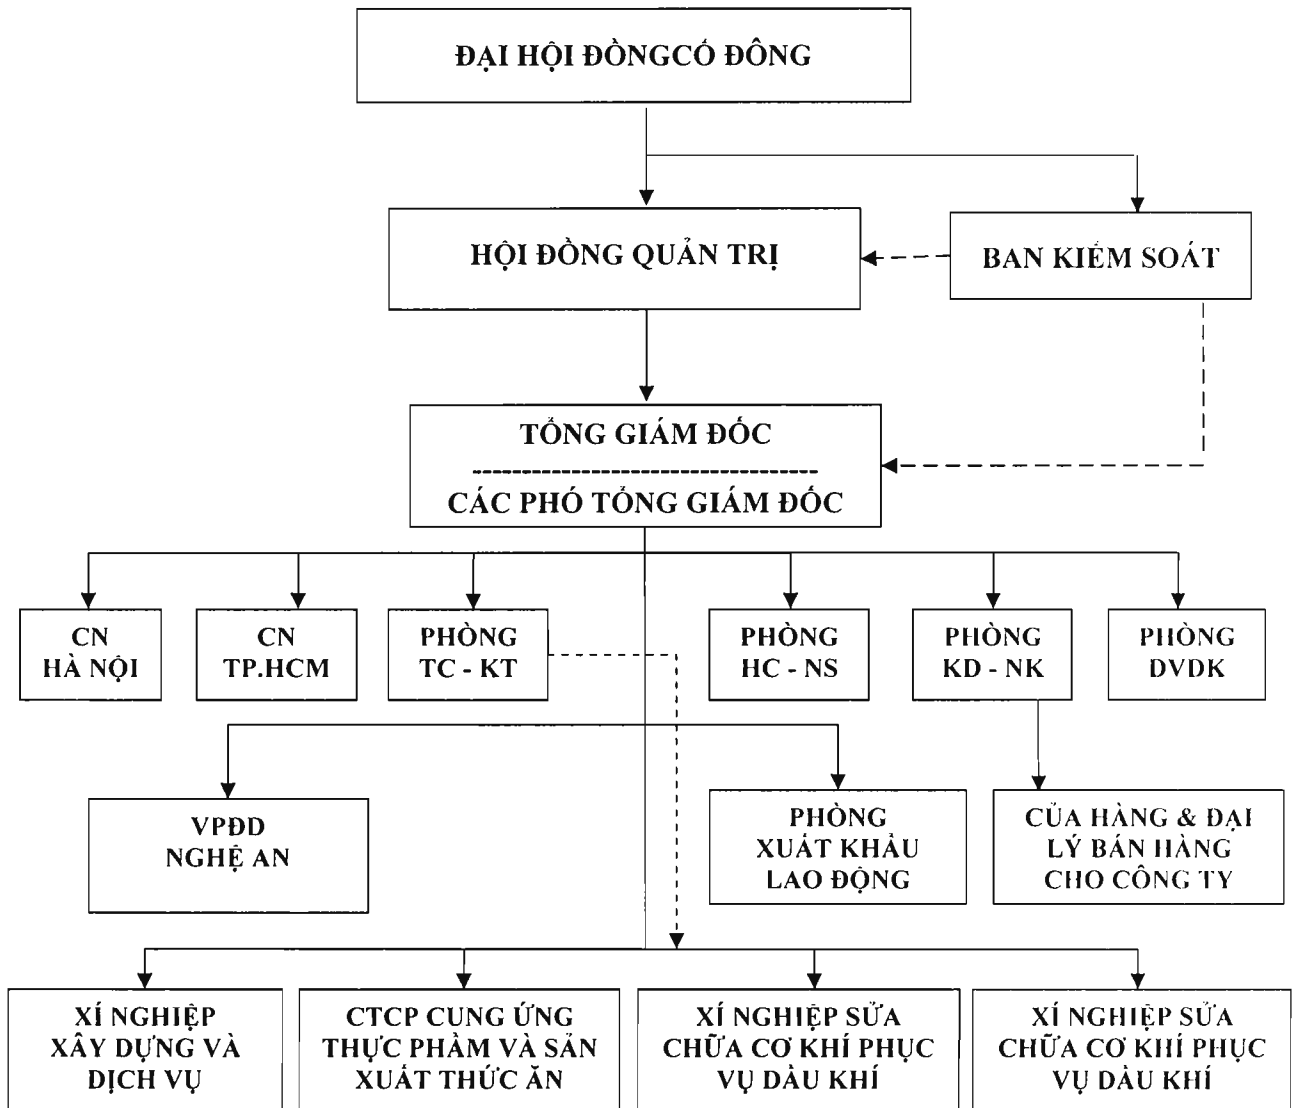 ĐẠI HỘI ĐỒNGCỔ ĐÔNG
HỘI ĐỒNG QUẢN TRỊ
BAN KIỂM SOÁT
TỔNG GIÁM ĐỐC
CÁC PHÓ TỔNG GIÁM ĐỐC
CN
HÀ NỘI
CN
TP.HCM
PHÒNG
TC - KT
PHÒNG
HC - NS
PHÒNG
KD - NK
PHÒNG
DVDK
VPĐD
NGHỆ AN
PHÒNG
XUẤT KHẨU
LAO ĐỘNG
CỦA HÀNG & ĐẠI
LÝ BÁN HÀNG
CHO CÔNG TY
XÍ NGHIỆP
XÂY DỰNG VÀ
DỊCH VỤ
CTCP CUNG ỨNG
THỰC PHẨM VÀ SẢN
XUẤT THỨC ĂN
XÍ NGHIỆP SỬA
CHỮA CƠ KHÍ PHỤC
VỤ DẦU KHÍ
XÍ NGHIỆP SỬA
CHỮA CƠ KHÍ PHỤC
VỤ DẦU KHÍ